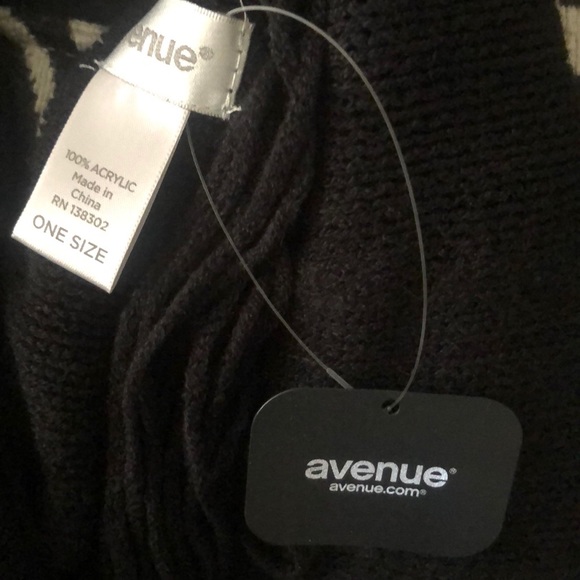 enue®
100% ACRYLIC
Made in
China
RN 138302
ONE SIZE
avenue®
avenue.com®